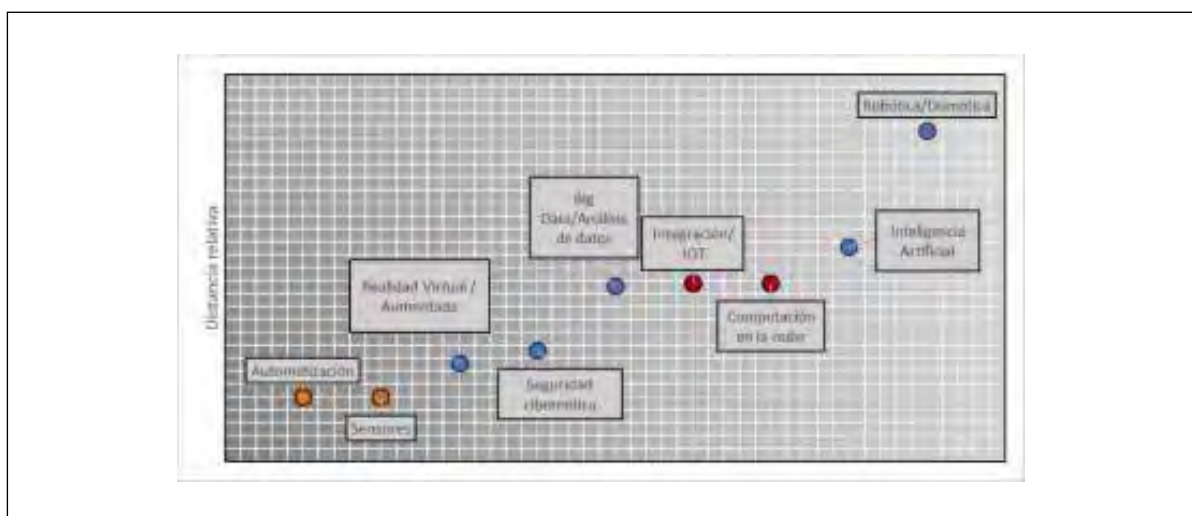 Distancia relativa
Robótica/Domótica
Big
Data/Análisis
de datos
Integración/
IOT
Inteligencia
Artificial
Realidad Virtual /
Aumentada
Computación
en la nube
Automatización
Seguridad
cibernética
Sensores